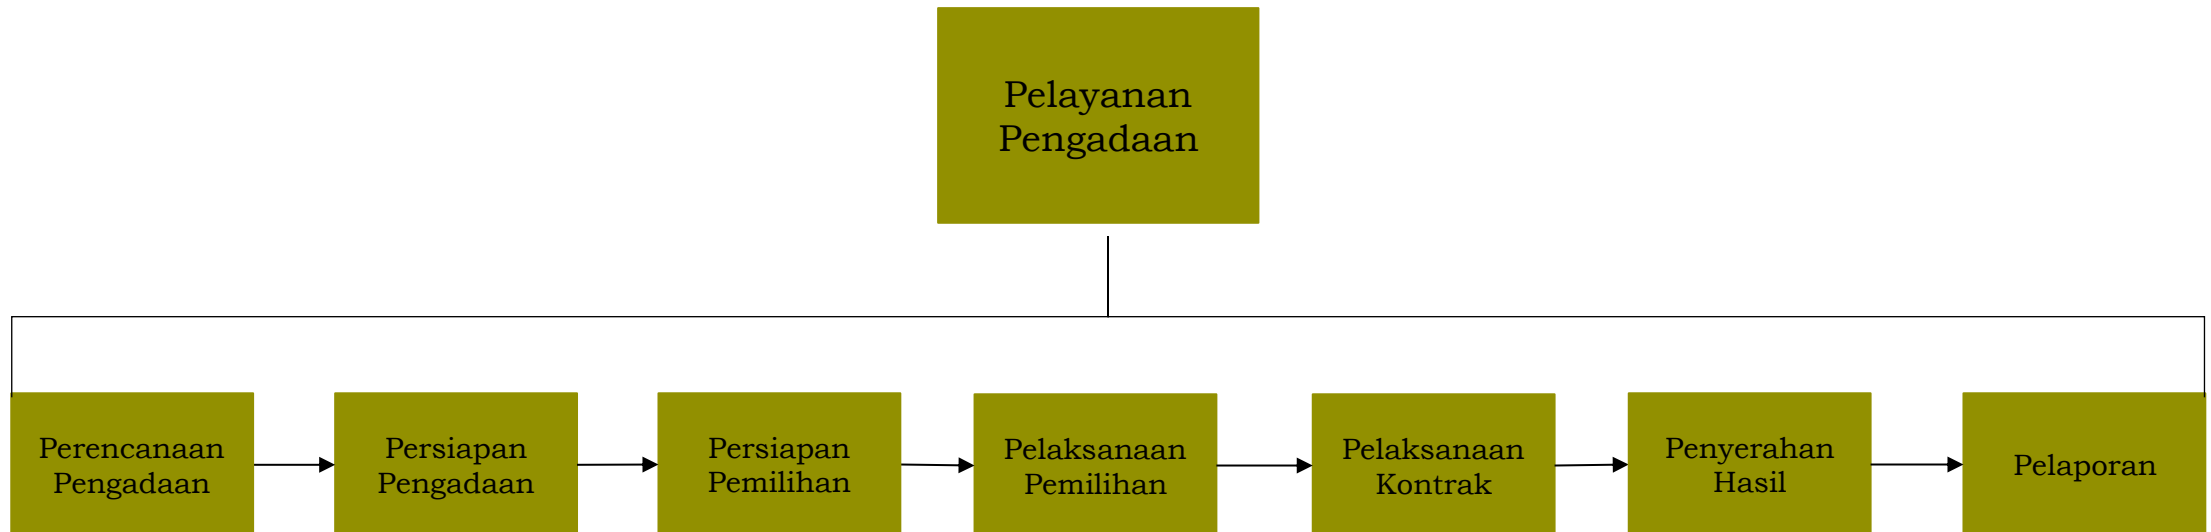 Pelayanan
Pengadaan
Perencanaan
Pengadaan
Persiapan
Pengadaan
Persiapan
Pemilihan
Pelaksanaan
Pemilihan
Pelaksanaan
Kontrak
Penyerahan
Hasil
Pelaporan